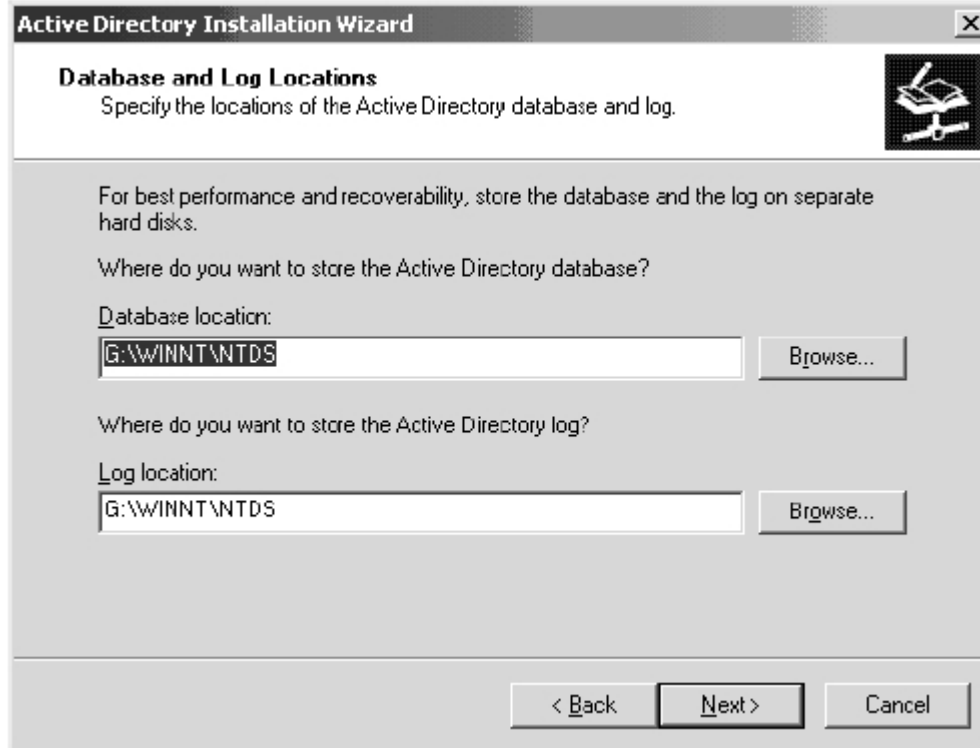 Active Directory Installation Wizard
Database and Log Locations
Specify the locations of the Active Directory database and log.
For best performance and recoverability, store the database and the log on separate
hard disks.
Where do you want to store the Active Directory database?
Database location:
G:\WINNT\NTDS
Browse...
Where do you want to store the Active Directory log?
Log location:
G:\WINNT\NTDS
Browse...
< Back
Next >
Cancel